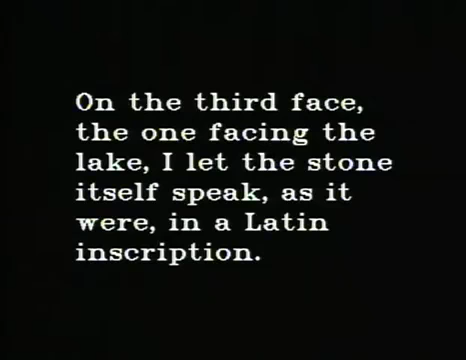 On the third face,
the one facing the
lake, I let the stone
itself speak, as it
were, in a Latin
inscription.